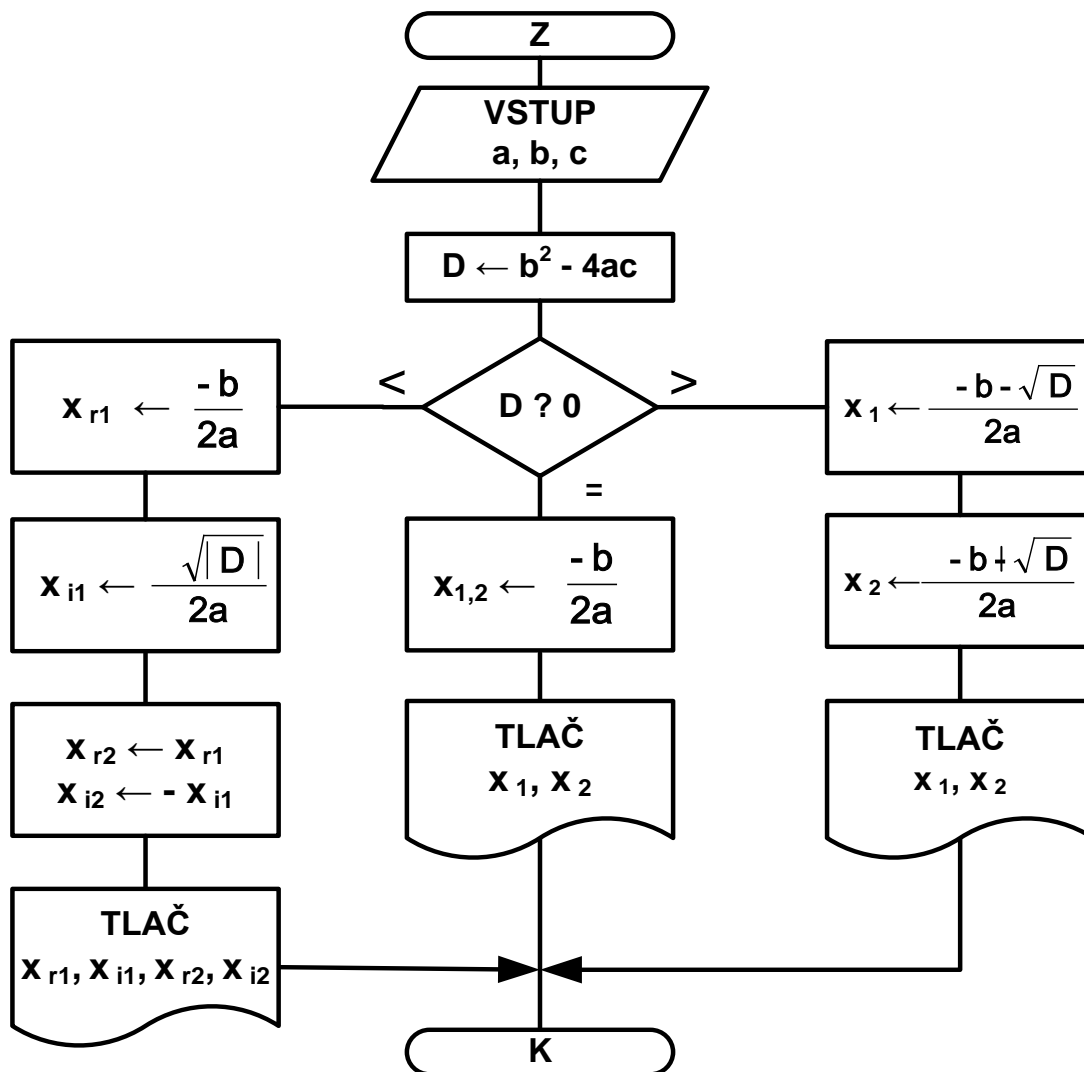 Z
VSTUP
a, b, c
D ← b² - 4ac
D ? 0
<
>
=
x r1 ← -b / 2a
x i1 ← √|D| / 2a
x r2 ← x r1
x i2 ← - x i1
TLAČ
x r1, x i1, x r2, x i2
x 1,2 ← -b / 2a
TLAČ
x 1, x 2
x 1 ← -b - √D / 2a
x 2 ← -b + √D / 2a
TLAČ
x 1, x 2
K